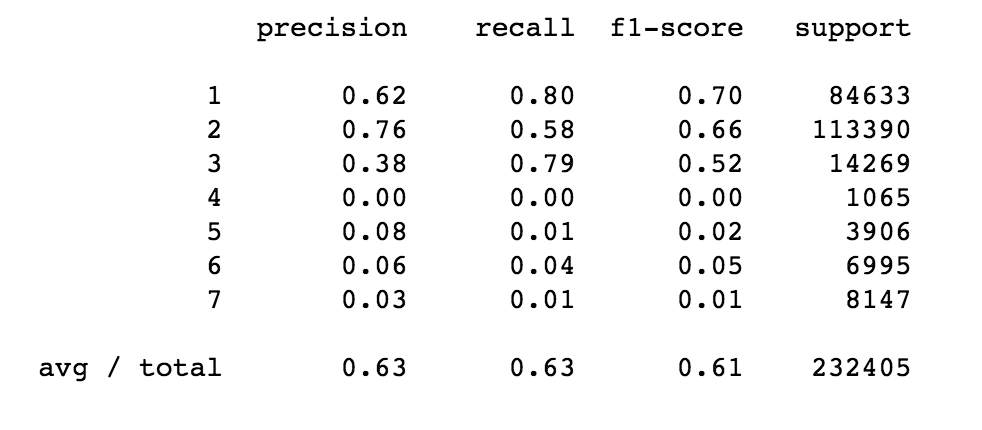 precision recall f1-score support
1 0.62 0.80 0.70 84633
2 0.76 0.58 0.66 113390
3 0.38 0.79 0.52 14269
4 0.00 0.00 0.00 1065
5 0.08 0.01 0.02 3906
6 0.06 0.04 0.05 6995
7 0.03 0.01 0.01 8147
avg / total 0.63 0.63 0.61 232405